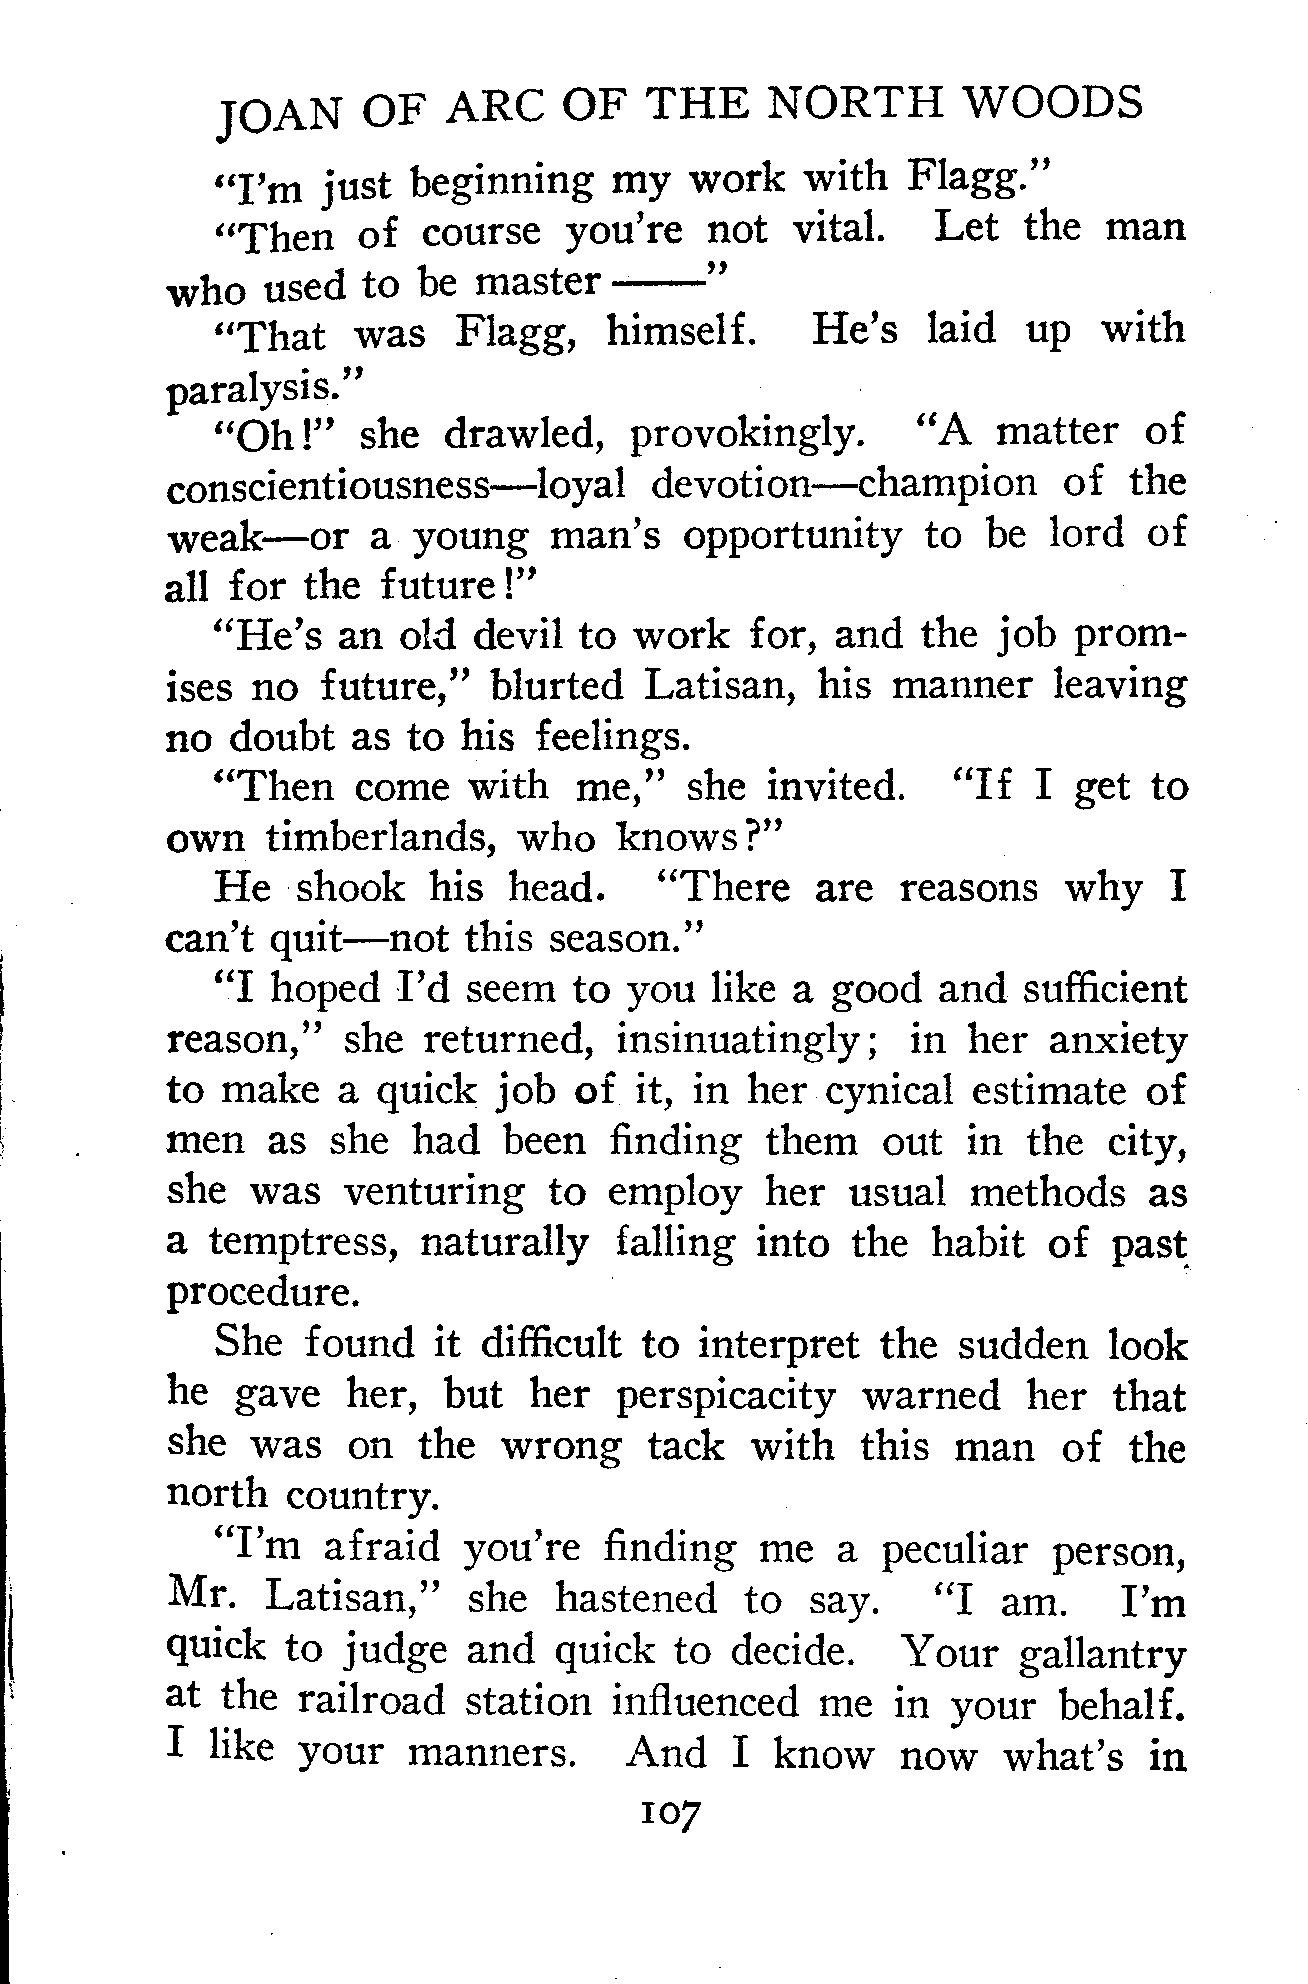 JOAN OF ARC OF THE NORTH WOODS
“I’m just beginning my work with Flagg.”
“Then of course you’re not vital. Let the man
who used to be master——”
“That was Flagg, himself. He’s laid up with
paralysis.”
“Oh!” she drawled, provokingly. “A matter of
conscientiousness—loyal devotion—champion of the
weak—or a young man’s opportunity to be lord of
all for the future!”
“He’s an old devil to work for, and the job prom-
ises no future,” blurted Latisan, his manner leaving
no doubt as to his feelings.
“Then come with me,” she invited. “If I get to
own timberlands, who knows?”
He shook his head. “There are reasons why I
can’t quit—not this season.”
“I hoped I’d seem to you like a good and sufficient
reason,” she returned, insinuatingly; in her anxiety
to make a quick job of it, in her cynical estimate of
men as she had been finding them out in the city,
she was venturing to employ her usual methods as
a temptress, naturally falling into the habit of past
procedure.
She found it difficult to interpret the sudden look
he gave her, but her perspicacity warned her that
she was on the wrong tack with this man of the
north country.
“I’m afraid you’re finding me a peculiar person,
Mr. Latisan,” she hastened to say. “I am. I’m
quick to judge and quick to decide. Your gallantry
at the railroad station influenced me in your behalf.
I like your manners. And I know now what’s in
107